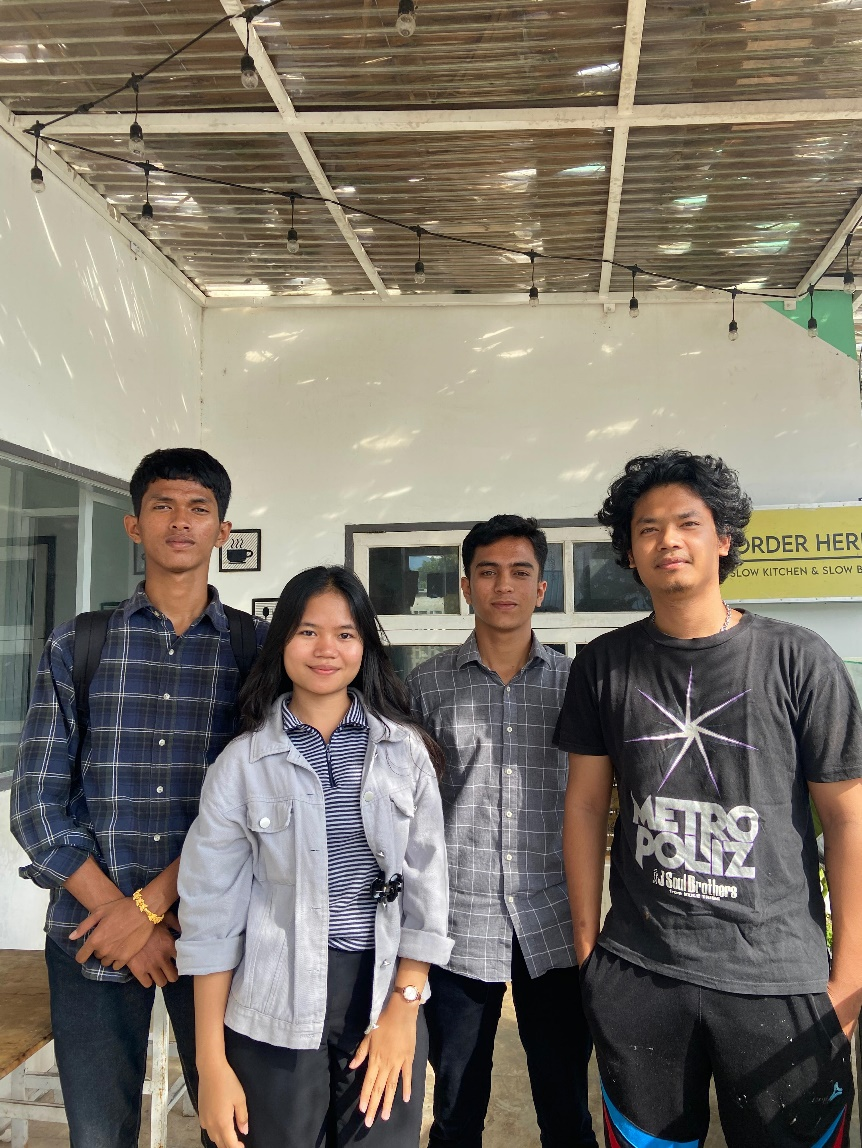 ORDER HER
SLOW KITCHEN & SLOW B
METRO
POLIZ
DJ Soul Brothers